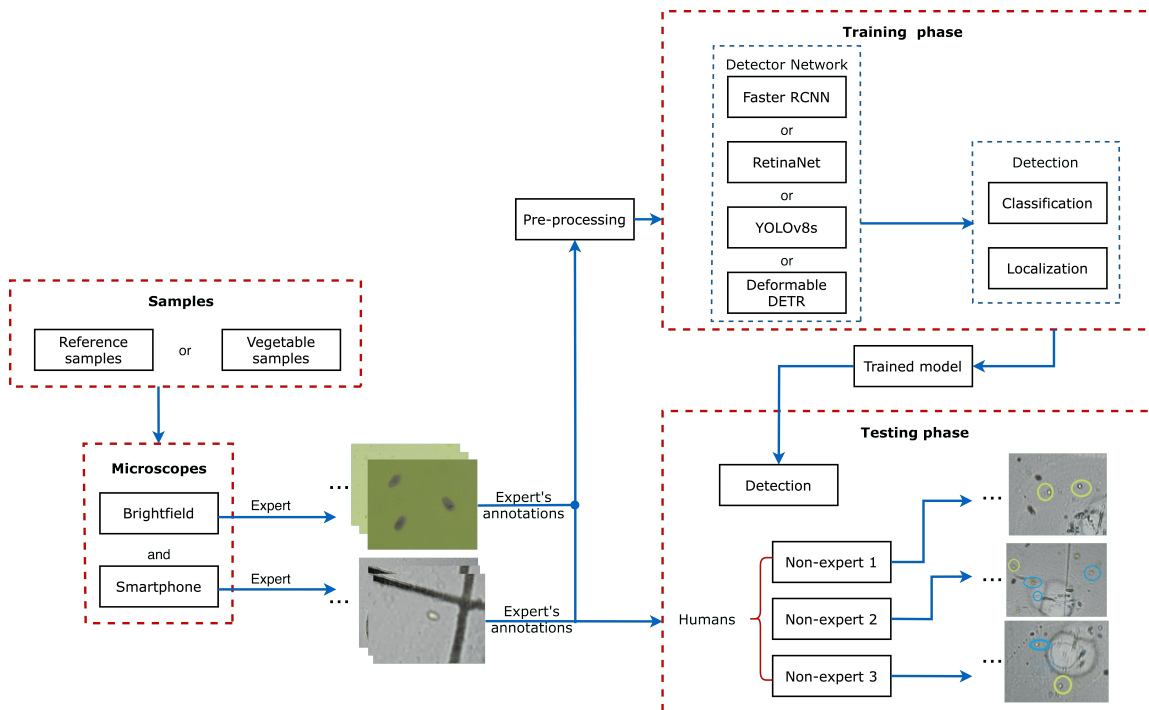 Training phase
Detector Network
Faster RCNN
or
RetinaNet
or
YOLOv8s
or
Deformable
DETR
Detection
Classification
Localization
Pre-processing
Samples
Reference
samples
or
Vegetable
samples
Trained model
Microscopes
Brightfield
and
Smartphone
Expert
Expert
...
...
Expert's
annotations
Expert's
annotations
Testing phase
Detection
Humans
Non-expert 1
Non-expert 2
Non-expert 3
...
...
...